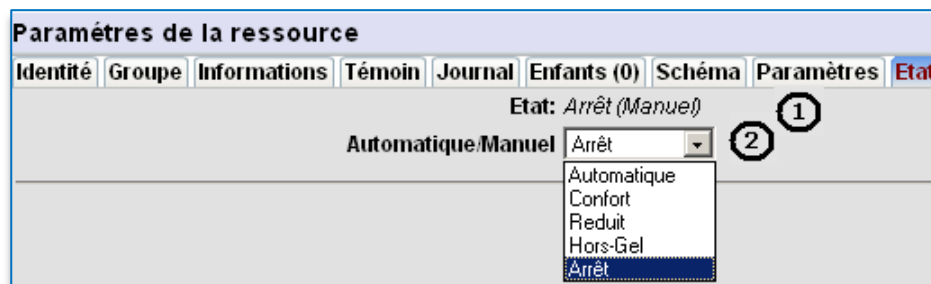 Paramétres de la ressource
Identité Groupe Informations Témoin Journal Enfants (0) Schéma Paramètres Etat
Etat: Arrêt (Manuel) 1
Automatique/Manuel Arrêt 2
Automatique
Confort
Reduit
Hors-Gel
Arrêt